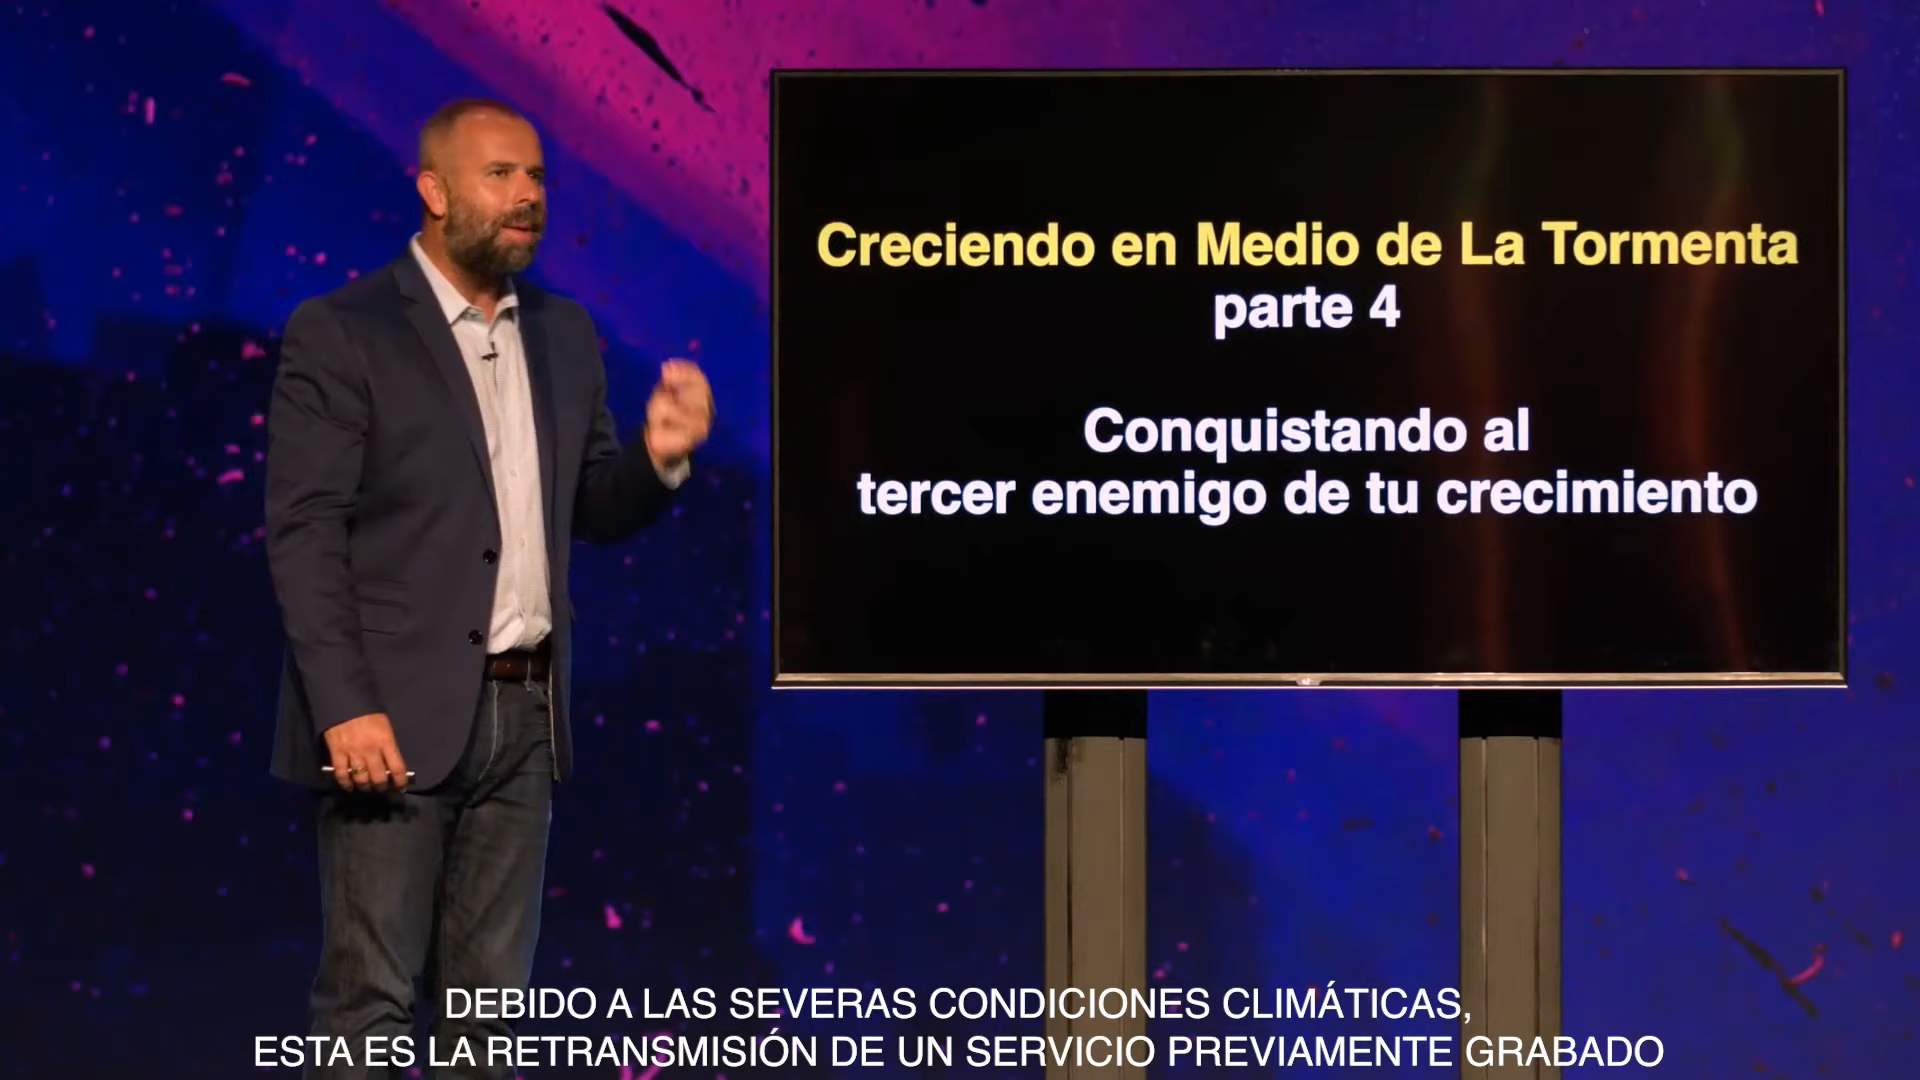 Creciendo en Medio de La Tormenta
parte 4
Conquistando al
tercer enemigo de tu crecimiento
DEBIDO A LAS SEVERAS CONDICIONES CLIMÁTICAS,
ESTA ES LA RETRANSMISIÓN DE UN SERVICIO PREVIAMENTE GRABADO